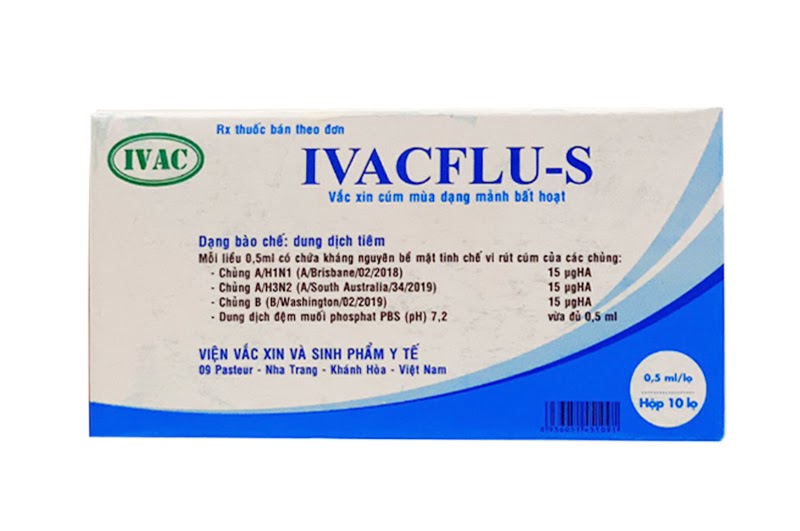 Rx thuốc bán theo đơn
IVAC
IVACFLU-S
Vắc xin cúm mùa dạng mảnh bất hoạt
Dạng bào chế: dung dịch tiêm
Mỗi liều 0,5ml có chứa kháng nguyên bề mặt tinh chế vi rút cúm của các chủng:
- Chủng A/H1N1 (A/Brisbane/02/2018) 15 µgHA
- Chủng A/H3N2 (A/South Australia/34/2019) 15 µgHA
- Chủng B (B/Washington/02/2019) 15 µgHA
- Dung dịch đệm muối phosphat PBS (pH) 7,2 vừa đủ 0,5 ml
VIỆN VẮC XIN VÀ SINH PHẨM Y TẾ
09 Pasteur - Nha Trang - Khánh Hòa - Việt Nam
0,5 ml/lọ
Hộp 10 lọ